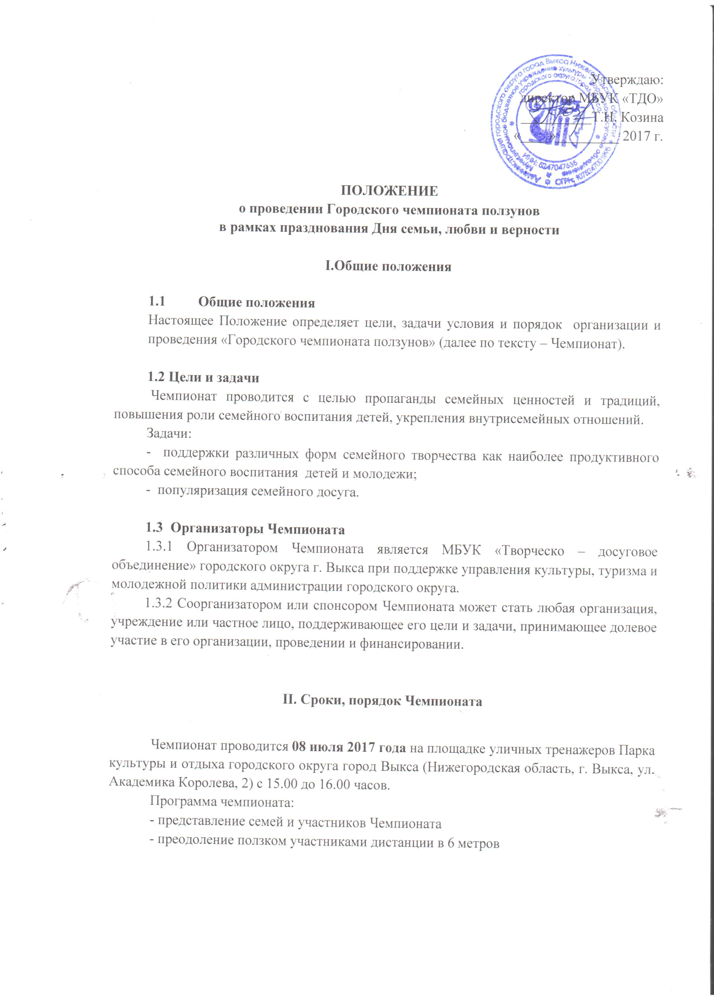 Утверждаю:
директор МБУК «ТДО»
Т.Н. Козина
«____»_________ 2017 г.
ИНН: 5247047635
ПОЛОЖЕНИЕ
о проведении Городского чемпионата ползунов
в рамках празднования Дня семьи, любви и верности
I.Общие положения
1.1 Общие положения
Настоящее Положение определяет цели, задачи условия и порядок организации и
проведения «Городского чемпионата ползунов» (далее по тексту – Чемпионат).
1.2 Цели и задачи
Чемпионат проводится с целью пропаганды семейных ценностей и традиций,
повышения роли семейного воспитания детей, укрепления внутрисемейных отношений.
Задачи:
- поддержки различных форм семейного творчества как наиболее продуктивного
способа семейного воспитания детей и молодежи;
- популяризация семейного досуга.
1.3 Организаторы Чемпионата
1.3.1 Организатором Чемпионата является МБУК «Творческо – досуговое
объединение» городского округа г. Выкса при поддержке управления культуры, туризма и
молодежной политики администрации городского округа.
1.3.2 Соорганизатором или спонсором Чемпионата может стать любая организация,
учреждение или частное лицо, поддерживающее его цели и задачи, принимающее долевое
участие в его организации, проведении и финансировании.
II. Сроки, порядок Чемпионата
Чемпионат проводится 08 июля 2017 года на площадке уличных тренажеров Парка
культуры и отдыха городского округа город Выкса (Нижегородская область, г. Выкса, ул.
Академика Королева, 2) с 15.00 до 16.00 часов.
Программа чемпионата:
- представление семей и участников Чемпионата
- преодоление ползком участниками дистанции в 6 метров